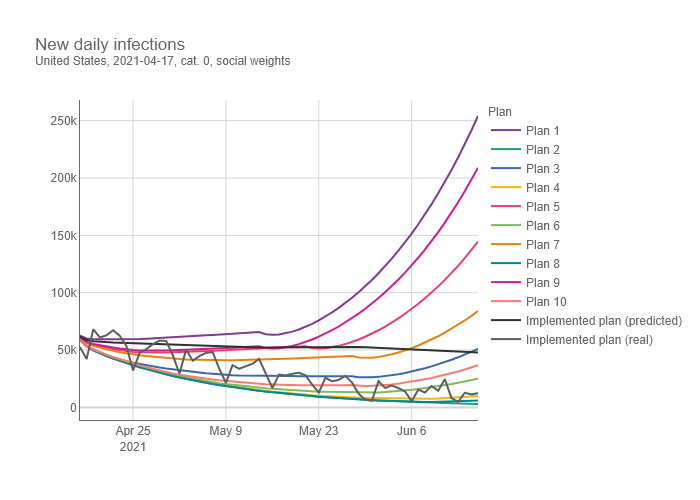 New daily infections
United States, 2021-04-17, cat. 0, social weights
Plan
Plan 1
Plan 2
Plan 3
Plan 4
Plan 5
Plan 6
Plan 7
Plan 8
Plan 9
Plan 10
Implemented plan (predicted)
Implemented plan (real)
250k
200k
150k
100k
50k
0
Apr 25 May 9 May 23 Jun 6
2021